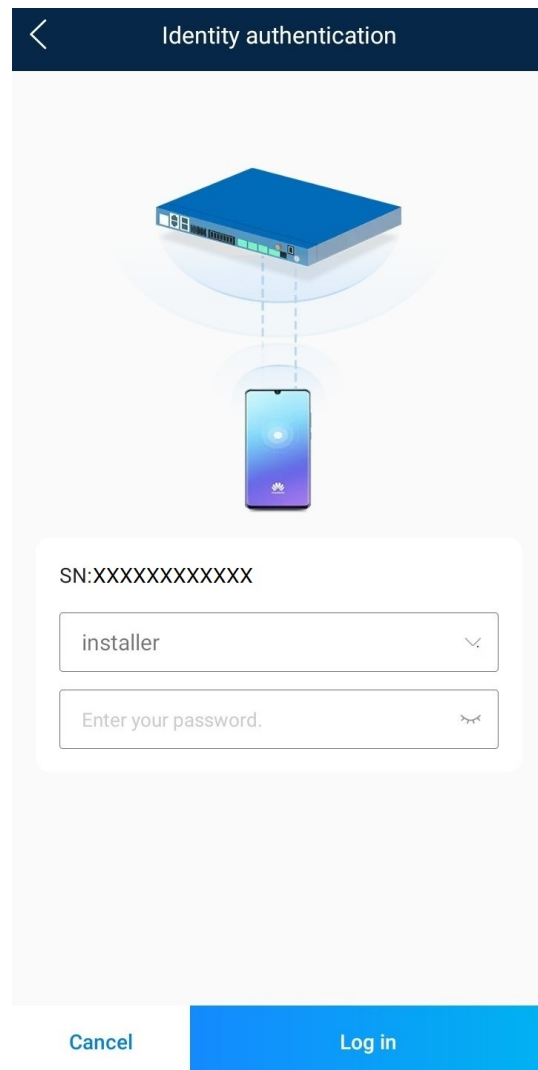 Identity authentication
SN:XXXXXXXXXXXX
installer
Enter your password.
Cancel
Log in